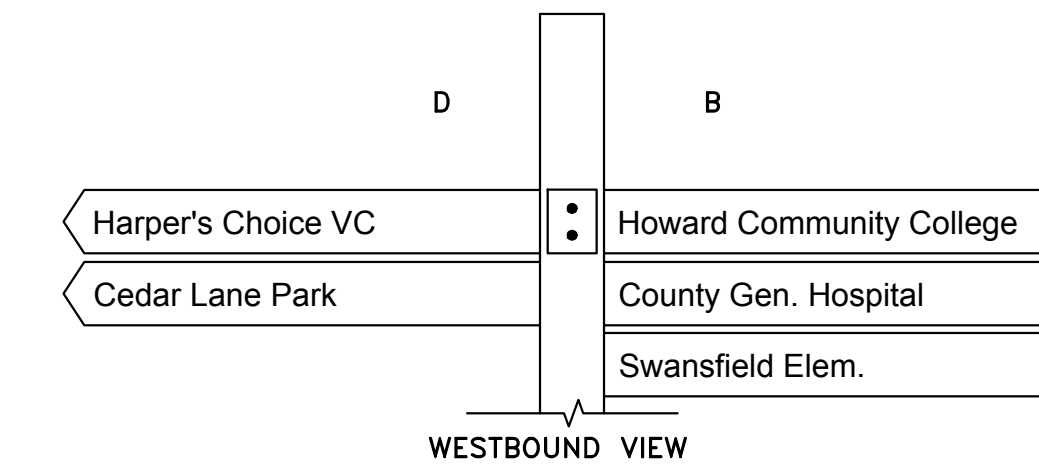 D B
Harper's Choice VC
Howard Community College
Cedar Lane Park
County Gen. Hospital
Swansfield Elem.
WESTBOUND VIEW